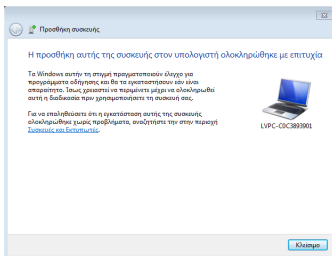 Προσθήκη συσκευής
Η προσθήκη αυτής της συσκευής στον υπολογιστή ολοκληρώθηκε με επιτυχία
Τα Windows αυτήν τη στιγμή πραγματοποιούν έλεγχο για
προγράμματα οδήγησης και θα τα εγκαταστήσουν εάν είναι
απαραίτητο. Ίσως χρειαστεί να περιμένετε μέχρι να ολοκληρωθεί
αυτή η διαδικασία πριν χρησιμοποιήσετε τη συσκευή σας.
Για να επαληθεύσετε ότι η εγκατάσταση αυτής της συσκευής
ολοκληρώθηκε χωρίς προβλήματα, αναζητήστε την στην περιοχή
Συσκευές και Εκτυπωτές.
LVPC-C0C3893901
Κλείσιμο